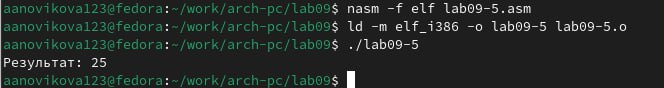 aanovikova123@fedora:~/work/arch-pc/lab09$ nasm -f elf lab09-5.asm
aanovikova123@fedora:~/work/arch-pc/lab09$ ld -m elf_i386 -o lab09-5 lab09-5.o
aanovikova123@fedora:~/work/arch-pc/lab09$ ./lab09-5
Результат: 25
aanovikova123@fedora:~/work/arch-pc/lab09$